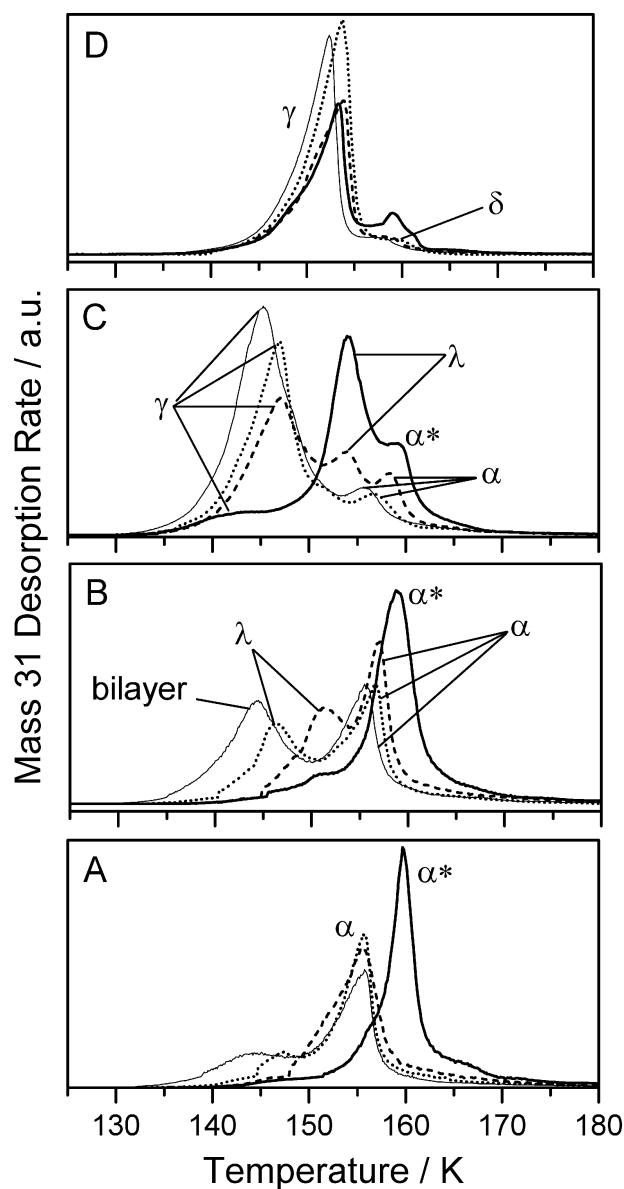 D
γ
δ
C
γ
λ
α*
α
B
α*
λ
α
bilayer
A
α*
α
130 140 150 160 170 180
Temperature / K
Mass 31 Desorption Rate / a.u.